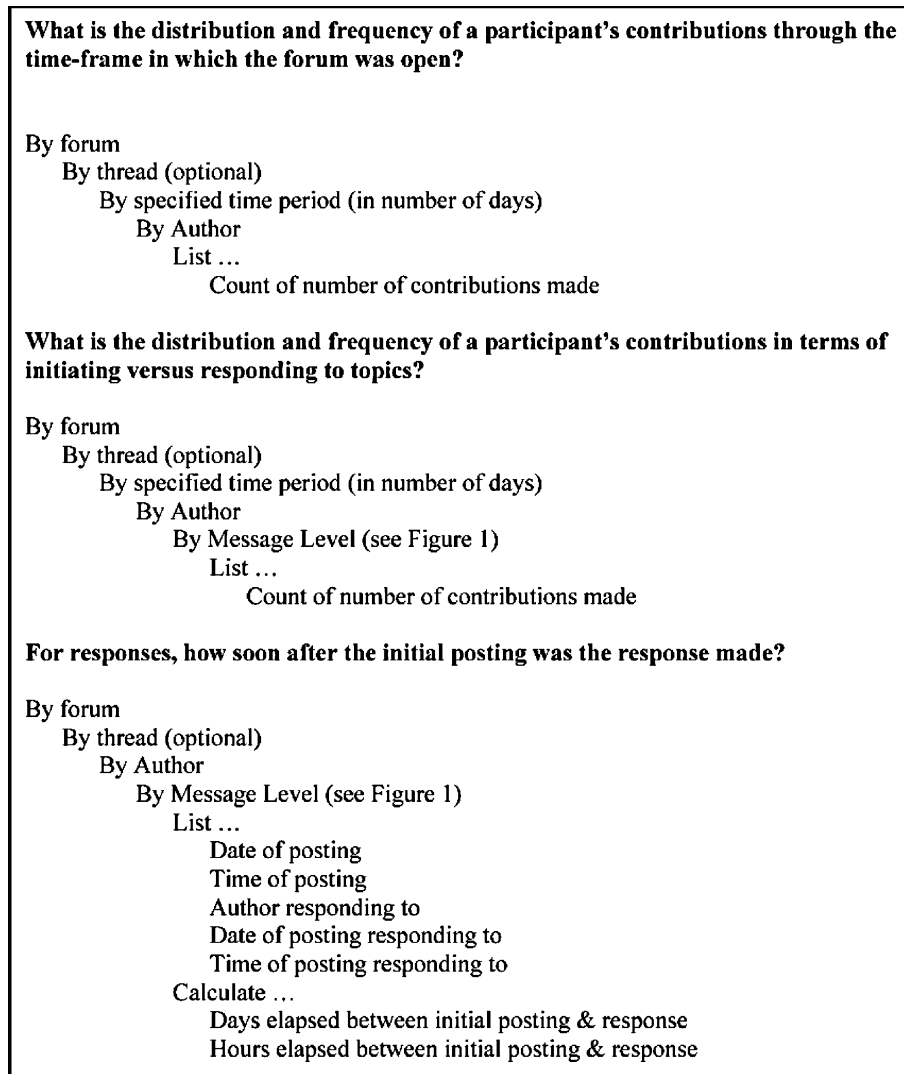 What is the distribution and frequency of a participant's contributions through the
time-frame in which the forum was open?
By forum
By thread (optional)
By specified time period (in number of days)
By Author
List ...
Count of number of contributions made
What is the distribution and frequency of a participant's contributions in terms of
initiating versus responding to topics?
By forum
By thread (optional)
By specified time period (in number of days)
By Author
By Message Level (see Figure 1)
List ...
Count of number of contributions made
For responses, how soon after the initial posting was the response made?
By forum
By thread (optional)
By Author
By Message Level (see Figure 1)
List ...
Date of posting
Time of posting
Author responding to
Date of posting responding to
Time of posting responding to
Calculate ...
Days elapsed between initial posting & response
Hours elapsed between initial posting & response